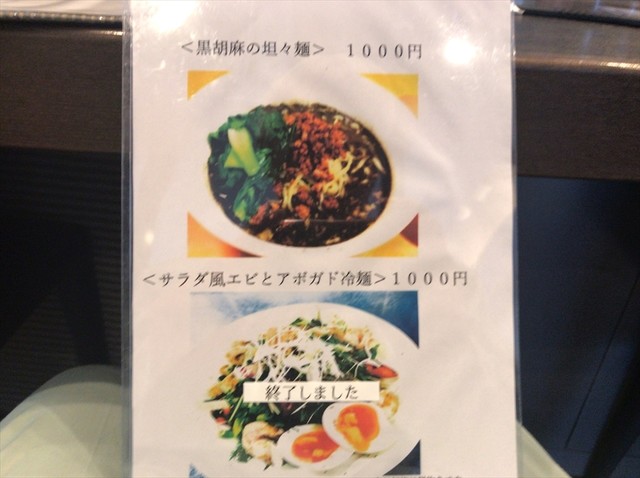 ＜黒胡麻の坦々麺＞ １０００円
＜サラダ風エビとアボガド冷麺＞１０００円
終了しました